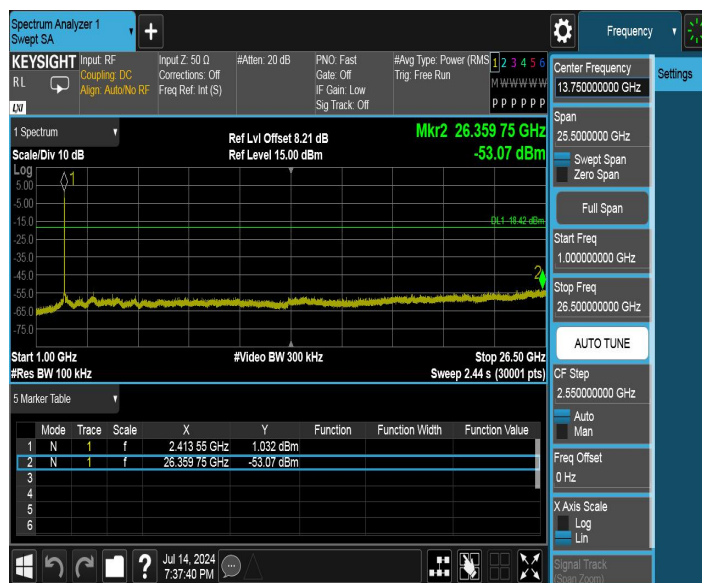 Spectrum Analyzer 1
Swept SA
+
Frequency
KEYSIGHT
RL
LXI
Input: RF
Coupling: DC
Align: Auto/No RF
Input Z: 50 Ω
Corrections: Off
Freq Ref: Int (S)
#Atten: 20 dB
PNO: Fast
Gate: Off
IF Gain: Low
Sig Track: Off
#Avg Type: Power (RMS
Trig: Free Run
1 2 3 4 5 6
M W W W W W
P P P P P P
1 Spectrum
Scale/Div 10 dB
Ref Lvl Offset 8.21 dB
Ref Level 15.00 dBm
Mkr2 26.359 75 GHz
-53.07 dBm
Log
5.00
-5.00
-15.0
-25.0
-35.0
-45.0
-55.0
-65.0
-75.0
1
DL1 -18.42 dBm
2
Start 1.00 GHz
#Res BW 100 kHz
#Video BW 300 kHz
Stop 26.50 GHz
Sweep 2.44 s (30001 pts)
5 Marker Table
Mode Trace Scale X Y Function Function Width Function Value
1 N 1 f 2.413 55 GHz 1.032 dBm
2 N 1 f 26.359 75 GHz -53.07 dBm
3
4
5
6
?
Jul 14, 2024
7:37:40 PM
Center Frequency
13.750000000 GHz
Settings
Span
25.5000000 GHz
Swept Span
Zero Span
Full Span
Start Freq
1.000000000 GHz
Stop Freq
26.500000000 GHz
AUTO TUNE
CF Step
2.550000000 GHz
Auto
Man
Freq Offset
0 Hz
X Axis Scale
Log
Lin
Signal Track
(Span Zoom)